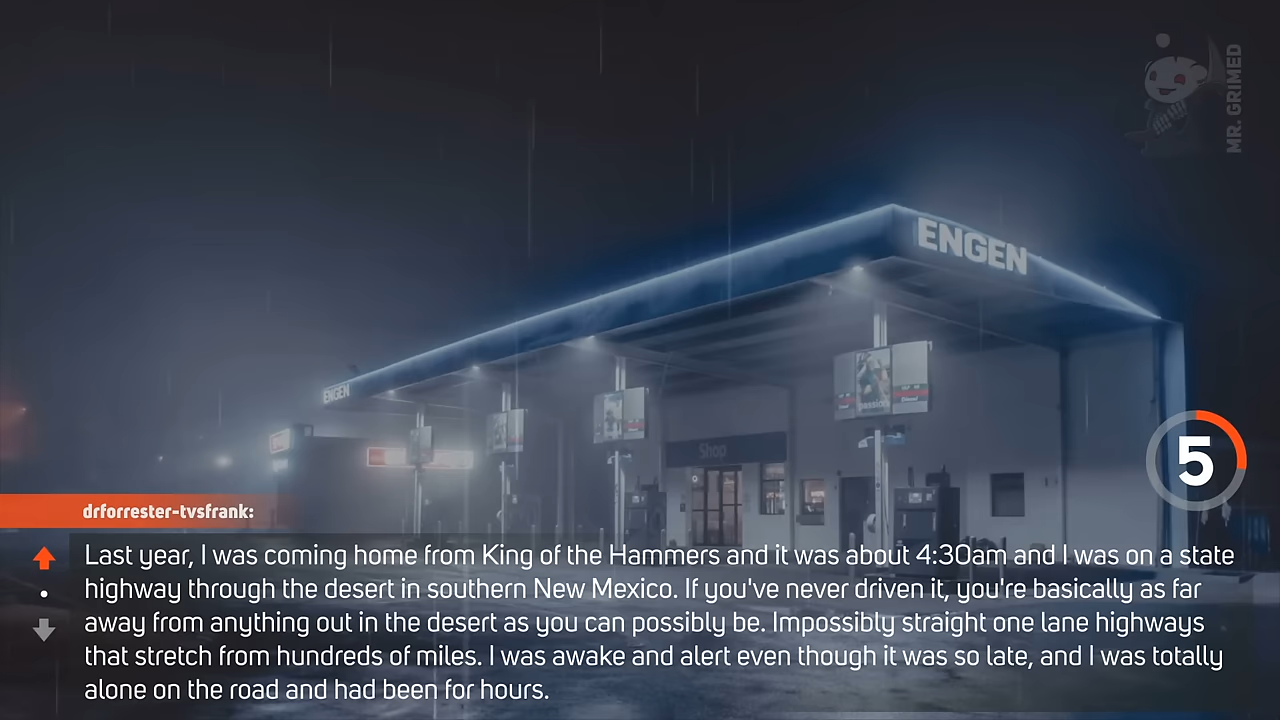 MR. GRIMED
ENGEN
ENGEN
passion
Shop
5
drforrester-tvsfrank:
Last year, I was coming home from King of the Hammers and it was about 4:30am and I was on a state
highway through the desert in southern New Mexico. If you've never driven it, you're basically as far
away from anything out in the desert as you can possibly be. Impossibly straight one lane highways
that stretch from hundreds of miles. I was awake and alert even though it was so late, and I was totally
alone on the road and had been for hours.